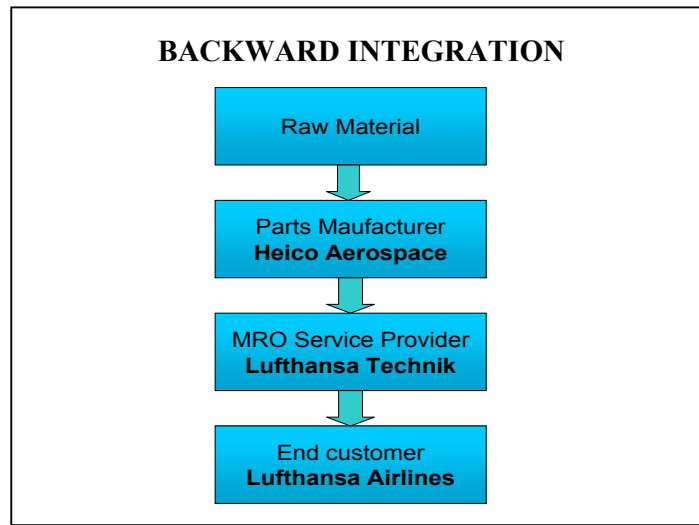 BACKWARD INTEGRATION
Raw Material
Parts Maufacturer
Heico Aerospace
MRO Service Provider
Lufthansa Technik
End customer
Lufthansa Airlines